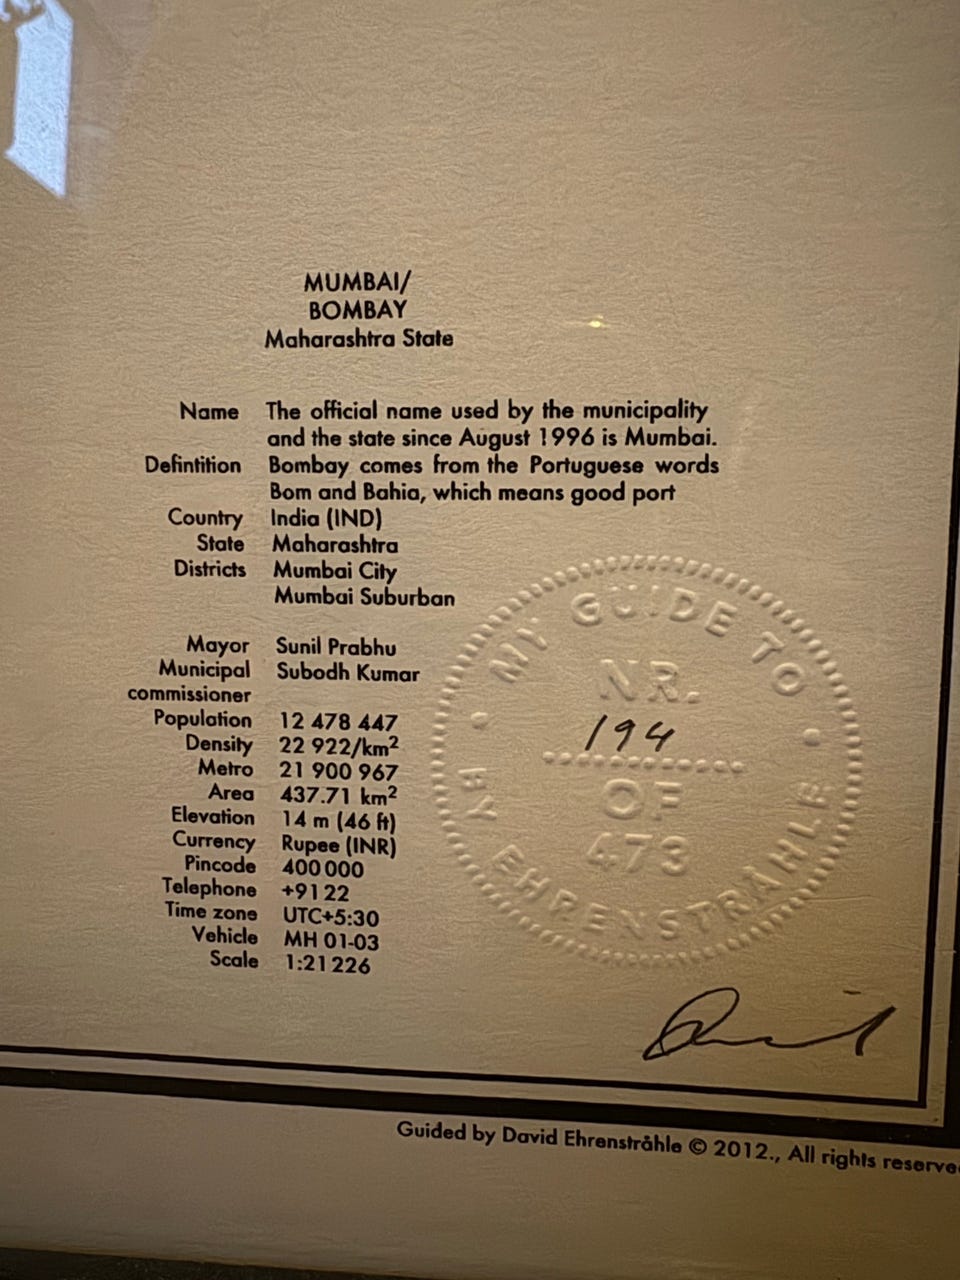 MUMBAI/
BOMBAY
Maharashtra State
Name The official name used by the municipality
and the state since August 1996 is Mumbai.
Defintition Bombay comes from the Portuguese words
Bom and Bahia, which means good port
Country India (IND)
State Maharashtra
Districts Mumbai City
Mumbai Suburban
Mayor Sunil Prabhu
Municipal Subodh Kumar
commissioner
Population 12 478 447
Density 22 922/km²
Metro 21 900 967
Area 437.71 km²
Elevation 14 m (46 ft)
Currency Rupee (INR)
Pincode 400 000
Telephone +91 22
Time zone UTC+5:30
Vehicle MH 01-03
Scale 1:21 226
MY GUIDE TO
NR.
194
OF
473
BY EHRENSTRÅHLE
David
Guided by David Ehrenstråhle © 2012., All rights reserve